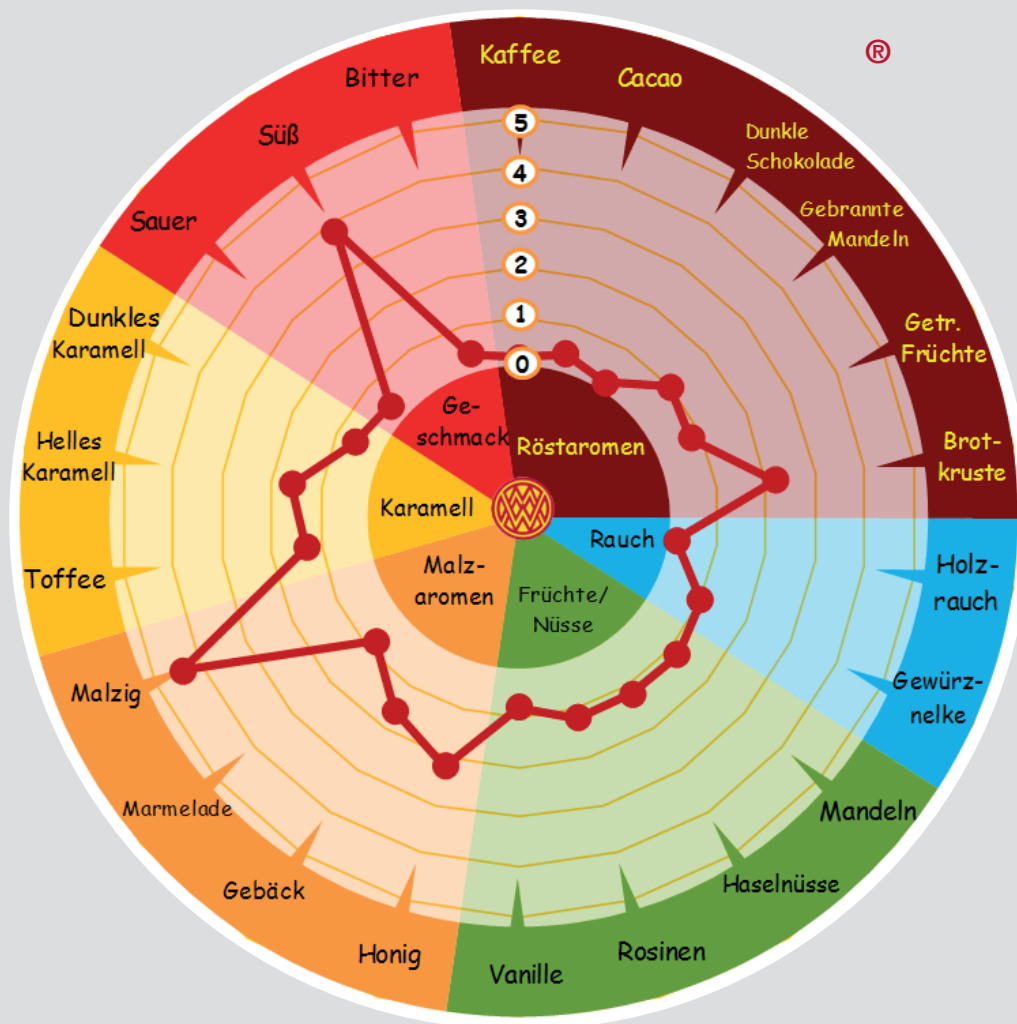 ®
Kaffee
Cacao
Dunkle
Schokolade
Gebrannte
Mandeln
Getr.
Früchte
Brot-
kruste
Holz-
rauch
Gewürz-
nelke
Mandeln
Haselnüsse
Rosinen
Vanille
Honig
Gebäck
Marmelade
Malzig
Toffee
Helles
Karamell
Dunkles
Karamell
Sauer
Süß
Bitter
5
4
3
2
1
0
Ge-
schmack
Röstaromen
Karamell
Rauch
Malz-
aromen
Früchte/
Nüsse